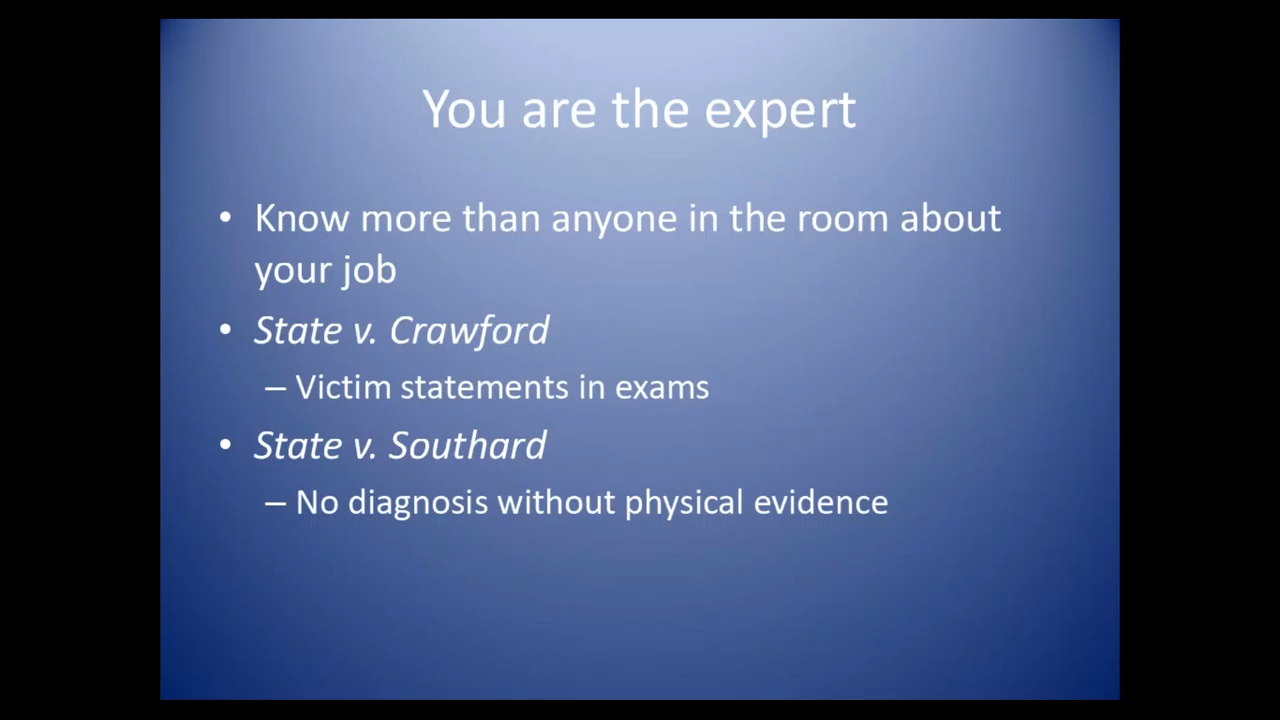 You are the expert
• Know more than anyone in the room about
your job
• State v. Crawford
– Victim statements in exams
• State v. Southard
– No diagnosis without physical evidence